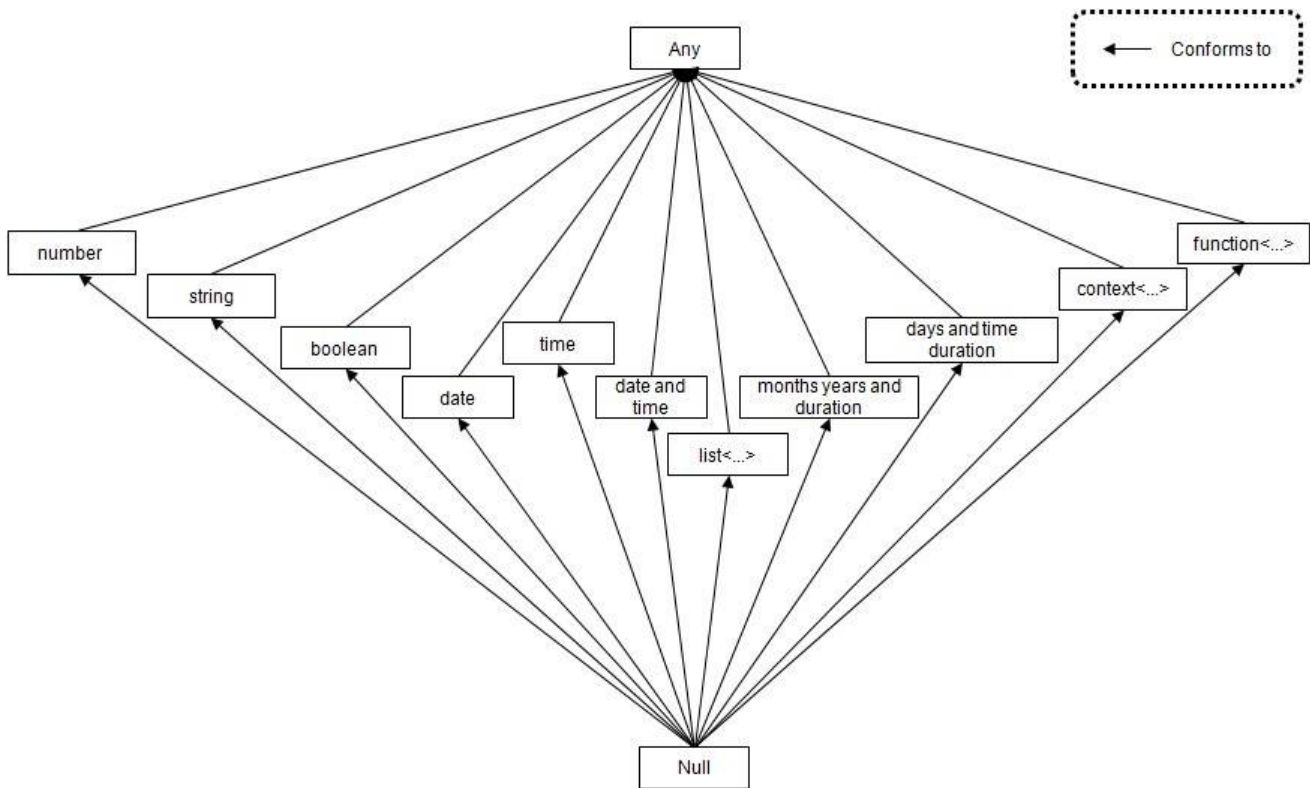 Any
Conforms to
number
function<...>
string
context<...>
boolean
time
days and time
duration
date
date and
time
months years and
duration
list<...>
Null